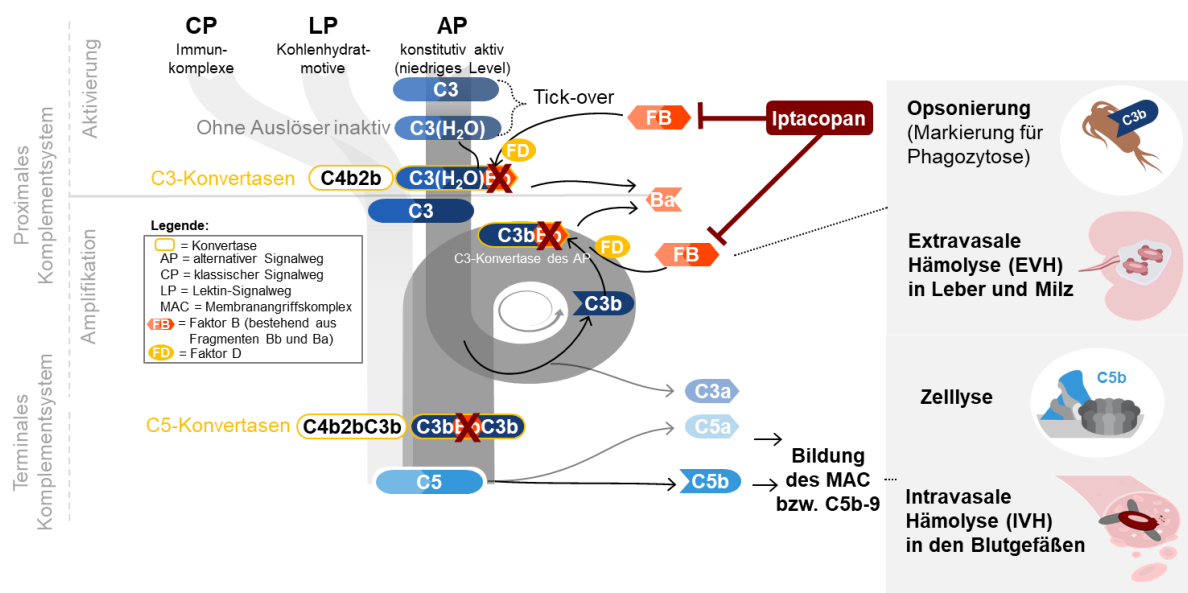 CP
Immun-
komplexe
LP
Kohlenhydrat-
motive
AP
konstitutiv aktiv
(niedriges Level)
Proximales
Komplementsystem
Aktivierung
C3
Tick-over
Ohne Auslöser inaktiv
C3(H₂O)
FB
Iptacopan
FD
C3-Konvertasen
C4b2b
C3(H₂O)Bb
Ba
C3
Amplifikation
Legende:
= Konvertase
AP = alternativer Signalweg
CP = klassischer Signalweg
LP = Lektin-Signalweg
MAC = Membranangriffskomplex
FB = Faktor B (bestehend aus
Fragmenten Bb und Ba)
FD = Faktor D
C3bBb
C3-Konvertase des AP
FD
FB
C3b
Terminales
Komplementsystem
C3a
C5-Konvertasen
C4b2bC3b
C3bBbC3b
C5a
C5
C5b
Bildung
des MAC
bzw. C5b-9
Opsonierung
(Markierung für
Phagozytose)
C3b
Extravasale
Hämolyse (EVH)
in Leber und Milz
Zelllyse
C5b
Intravasale
Hämolyse (IVH)
in den Blutgefäßen